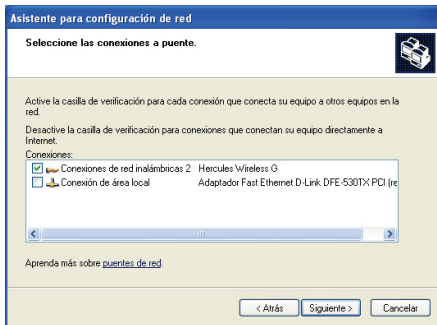 Asistente para configuración de red
Seleccione las conexiones a puente.
Active la casilla de verificación para cada conexión que conecta su equipo a otros equipos en la
red.
Desactive la casilla de verificación para conexiones que conectan su equipo directamente a
Internet.
Conexiones:
Conexiones de red inalámbricas 2 Hercules Wireless G
Conexión de área local Adaptador Fast Ethernet D-Link DFE-530TX PCI (re
Aprenda más sobre puentes de red.
< Atrás Siguiente > Cancelar